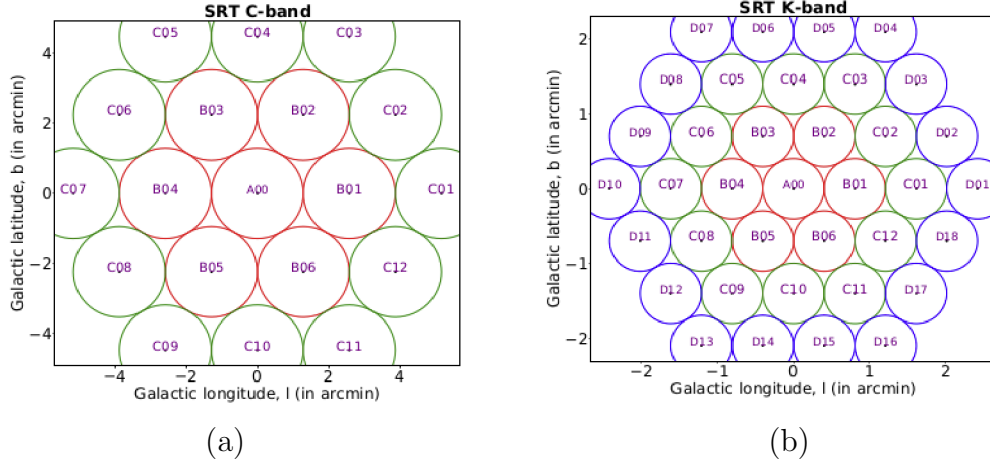 SRT C-band
C05 C04 C03
C06 B03 B02 C02
C07 B04 A00 B01 C01
C08 B05 B06 C12
C09 C10 C11
4
2
0
−2
−4
−4 −2 0 2 4
Galactic latitude, b (in arcmin)
Galactic longitude, l (in arcmin)
(a)
SRT K-band
D07 D06 D05 D04
D08 C05 C04 C03 D03
D09 C06 B03 B02 C02 D02
D10 C07 B04 A00 B01 C01 D01
D11 C08 B05 B06 C12 D18
D12 C09 C10 C11 D17
D13 D14 D15 D16
2
1
0
−1
−2
−2 −1 0 1 2
Galactic latitude, b (in arcmin)
Galactic longitude, l (in arcmin)
(b)